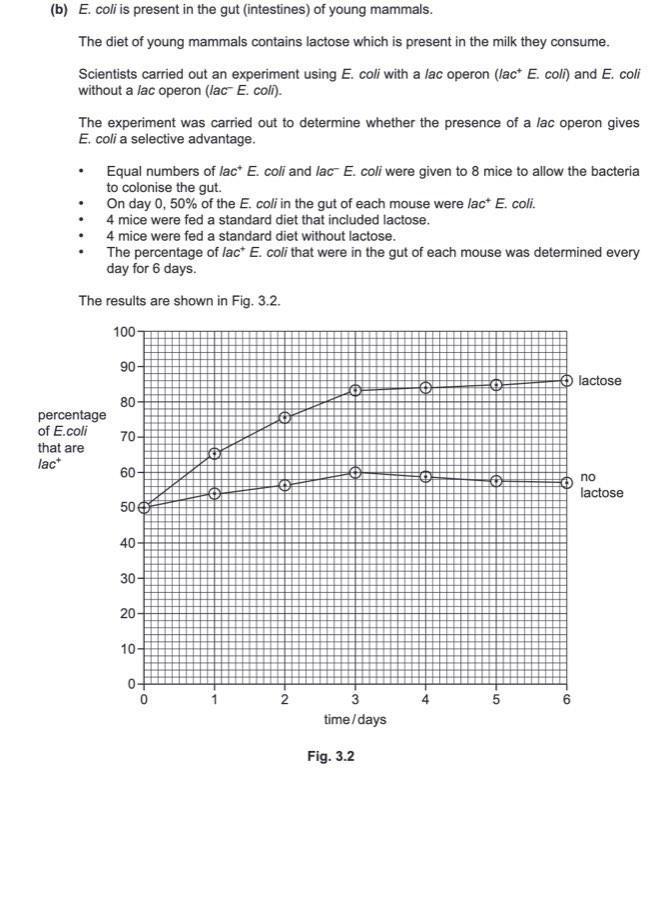 (b) E. coli is present in the gut (intestines) of young mammals.
The diet of young mammals contains lactose which is present in the milk they consume.
Scientists carried out an experiment using E. coli with a lac operon (lac⁺ E. coli) and E. coli
without a lac operon (lac⁻ E. coli).
The experiment was carried out to determine whether the presence of a lac operon gives
E. coli a selective advantage.
• Equal numbers of lac⁺ E. coli and lac⁻ E. coli were given to 8 mice to allow the bacteria
to colonise the gut.
• On day 0, 50% of the E. coli in the gut of each mouse were lac⁺ E. coli.
• 4 mice were fed a standard diet that included lactose.
• 4 mice were fed a standard diet without lactose.
• The percentage of lac⁺ E. coli that were in the gut of each mouse was determined every
day for 6 days.
The results are shown in Fig. 3.2.
100
90
80
70
60
50
40
30
20
10
0
percentage
of E.coli
that are
lac⁺
lactose
no
lactose
0 1 2 3 4 5 6
time/days
Fig. 3.2